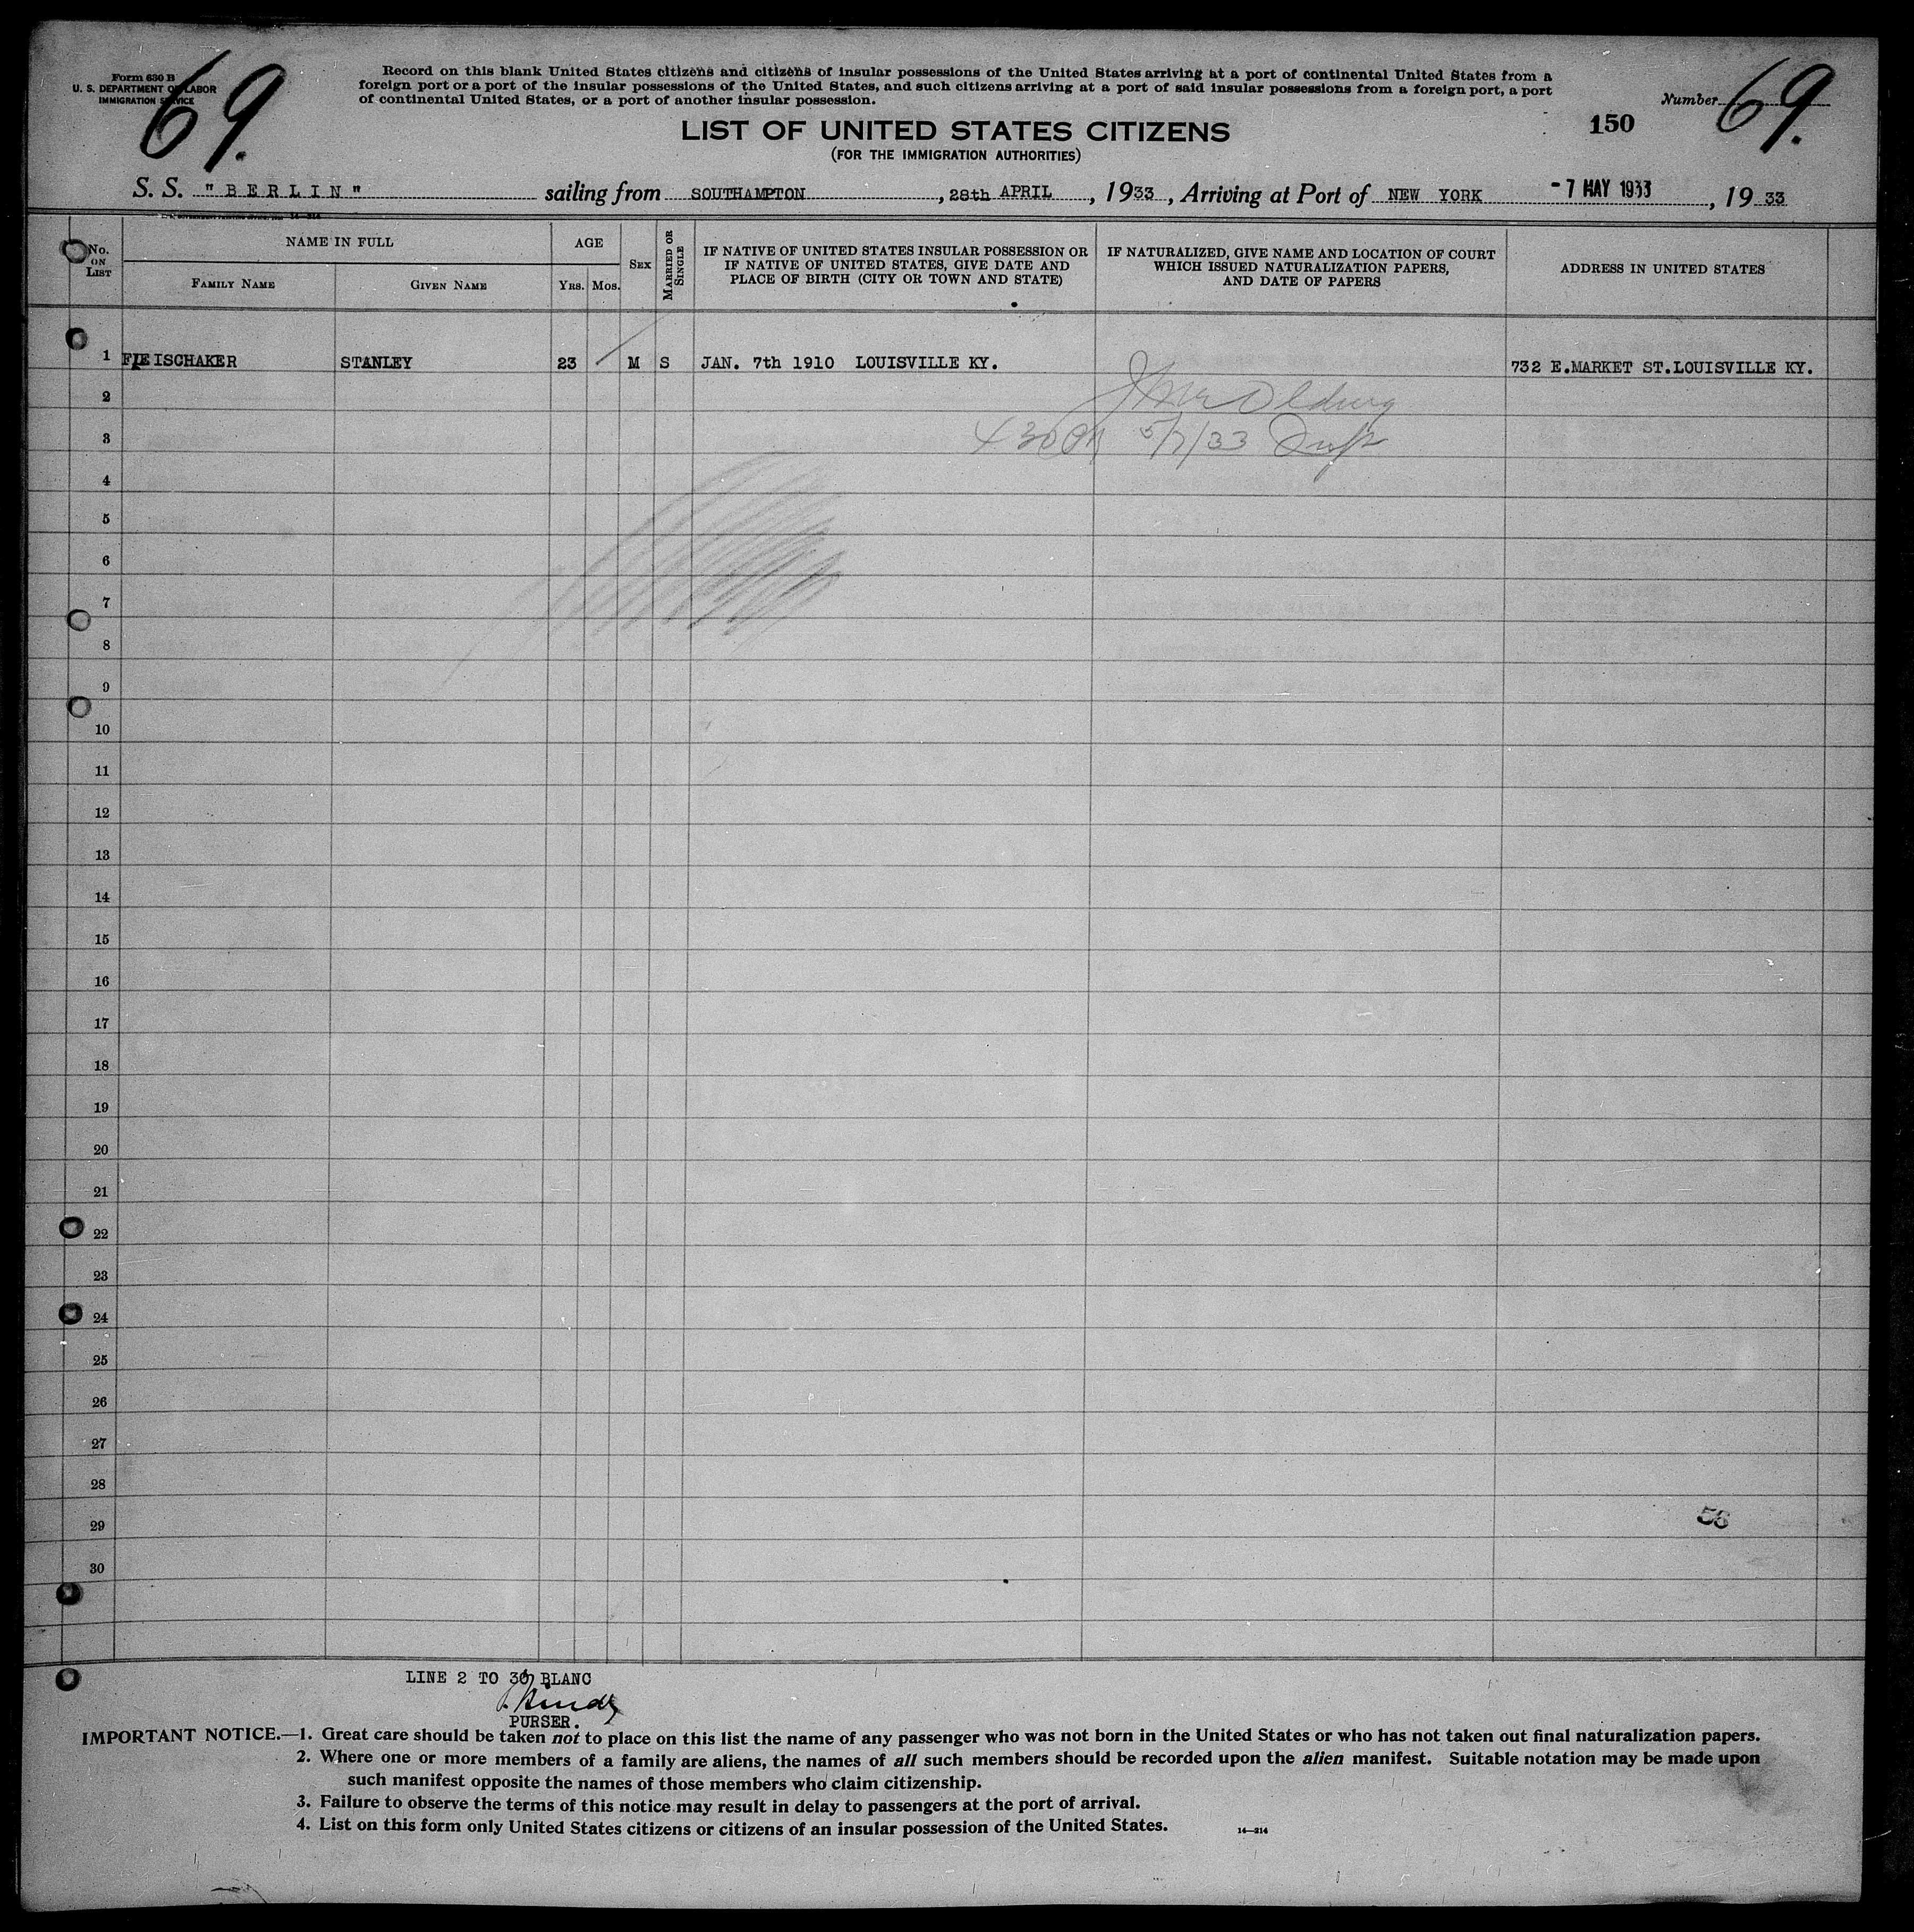 Form 630 B
U. S. DEPARTMENT OF LABOR
IMMIGRATION SERVICE
69.
Record on this blank United States citizens and citizens of insular possessions of the United States arriving at a port of continental United States from a
foreign port or a port of the insular possessions of the United States, and such citizens arriving at a port of said insular possessions from a foreign port, a port
of continental United States, or a port of another insular possession.
Number 69.
150
LIST OF UNITED STATES CITIZENS
(FOR THE IMMIGRATION AUTHORITIES)
S. S. "BERLIN" sailing from SOUTHAMPTON, 28th APRIL, 1933, Arriving at Port of NEW YORK -7 MAY 1933, 1933
14—214
No. ON LIST
NAME IN FULL
FAMILY NAME
GIVEN NAME
AGE
YRS. MOS.
SEX
MARRIED OR SINGLE
IF NATIVE OF UNITED STATES INSULAR POSSESSION OR
IF NATIVE OF UNITED STATES, GIVE DATE AND
PLACE OF BIRTH (CITY OR TOWN AND STATE)
IF NATURALIZED, GIVE NAME AND LOCATION OF COURT
WHICH ISSUED NATURALIZATION PAPERS,
AND DATE OF PAPERS
ADDRESS IN UNITED STATES
1 FLEISCHAKER STANLEY 23 M S JAN. 7th 1910 LOUISVILLE KY. 732 E.MARKET ST.LOUISVILLE KY.
2
3 430 PM 5/7/33 Insp
4
5
6
7
8
9
10
11
12
13
14
15
16
17
18
19
20
21
22
23
24
25
26
27
28
29 58
30
LINE 2 TO 30 BLANC
PURSER.
IMPORTANT NOTICE.—1. Great care should be taken not to place on this list the name of any passenger who was not born in the United States or who has not taken out final naturalization papers.
2. Where one or more members of a family are aliens, the names of all such members should be recorded upon the alien manifest. Suitable notation may be made upon
such manifest opposite the names of those members who claim citizenship.
3. Failure to observe the terms of this notice may result in delay to passengers at the port of arrival.
4. List on this form only United States citizens or citizens of an insular possession of the United States.
14—214